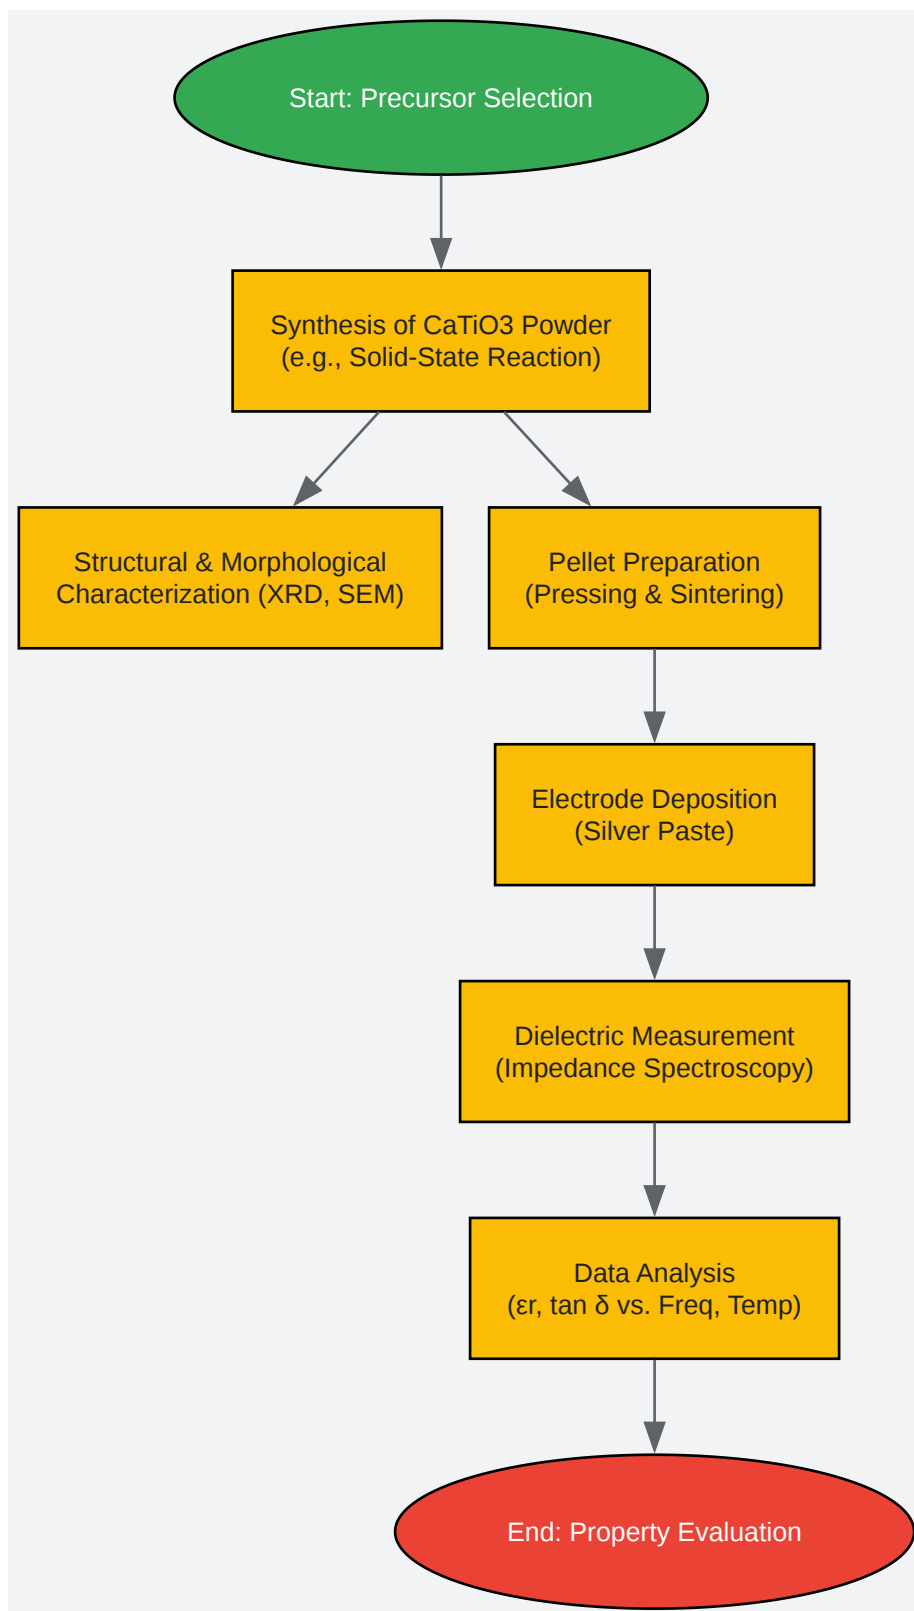 Start: Precursor Selection
Synthesis of CaTiO3 Powder
(e.g., Solid-State Reaction)
Structural & Morphological
Characterization (XRD, SEM)
Pellet Preparation
(Pressing & Sintering)
Electrode Deposition
(Silver Paste)
Dielectric Measurement
(Impedance Spectroscopy)
Data Analysis
(εr, tan δ vs. Freq, Temp)
End: Property Evaluation